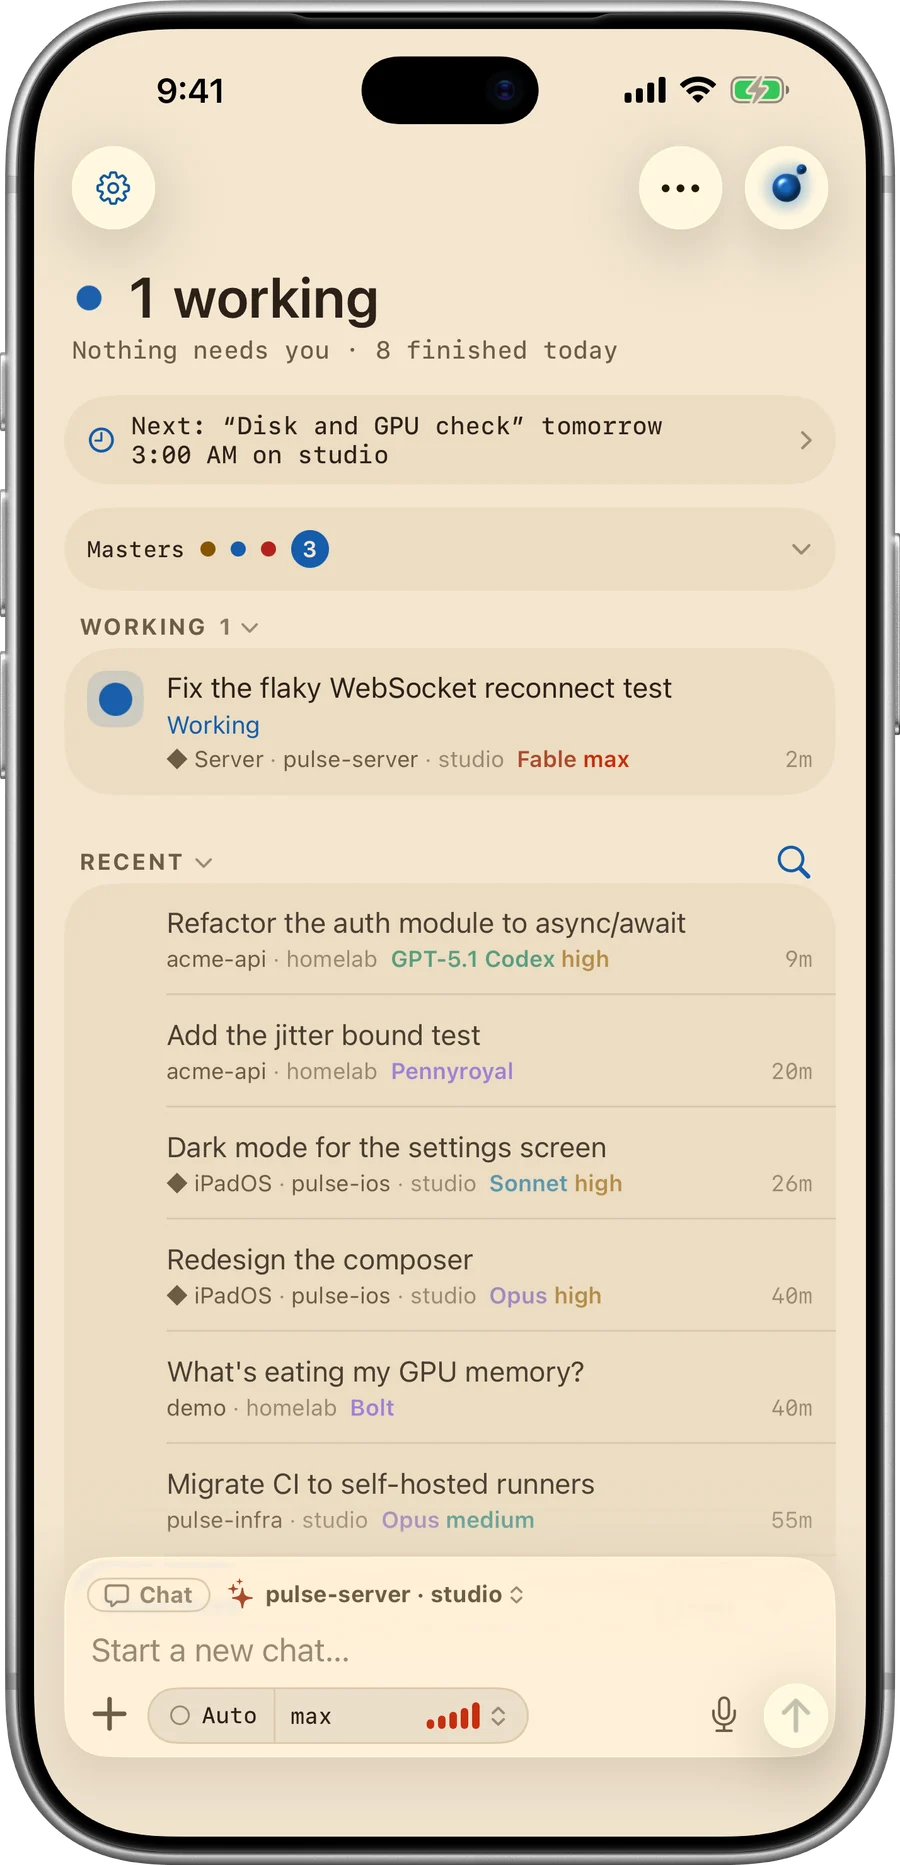 9:41
1 working
Nothing needs you · 8 finished today
Next: “Disk and GPU check” tomorrow
3:00 AM on studio
Masters 3
WORKING 1
Fix the flaky WebSocket reconnect test
Working
Server · pulse-server · studio Fable max 2m
RECENT
Refactor the auth module to async/await
acme-api · homelab GPT-5.1 Codex high 9m
Add the jitter bound test
acme-api · homelab Pennyroyal 20m
Dark mode for the settings screen
iPadOS · pulse-ios · studio Sonnet high 26m
Redesign the composer
iPadOS · pulse-ios · studio Opus high 40m
What's eating my GPU memory?
demo · homelab Bolt 40m
Migrate CI to self-hosted runners
pulse-infra · studio Opus medium 55m
Chat pulse-server · studio
Start a new chat...
Auto max